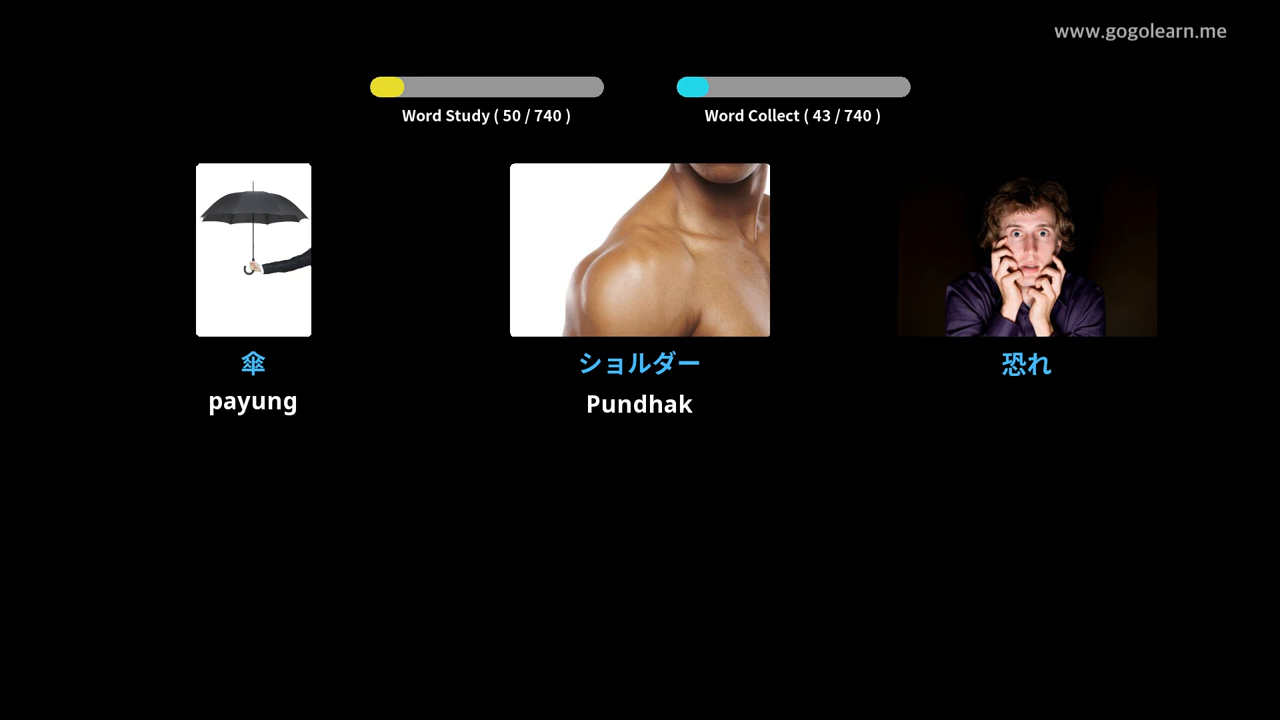 www.gogolearn.me
Word Study ( 50 / 740 )
Word Collect ( 43 / 740 )
傘
ショルダー
恐れ
payung
Pundhak